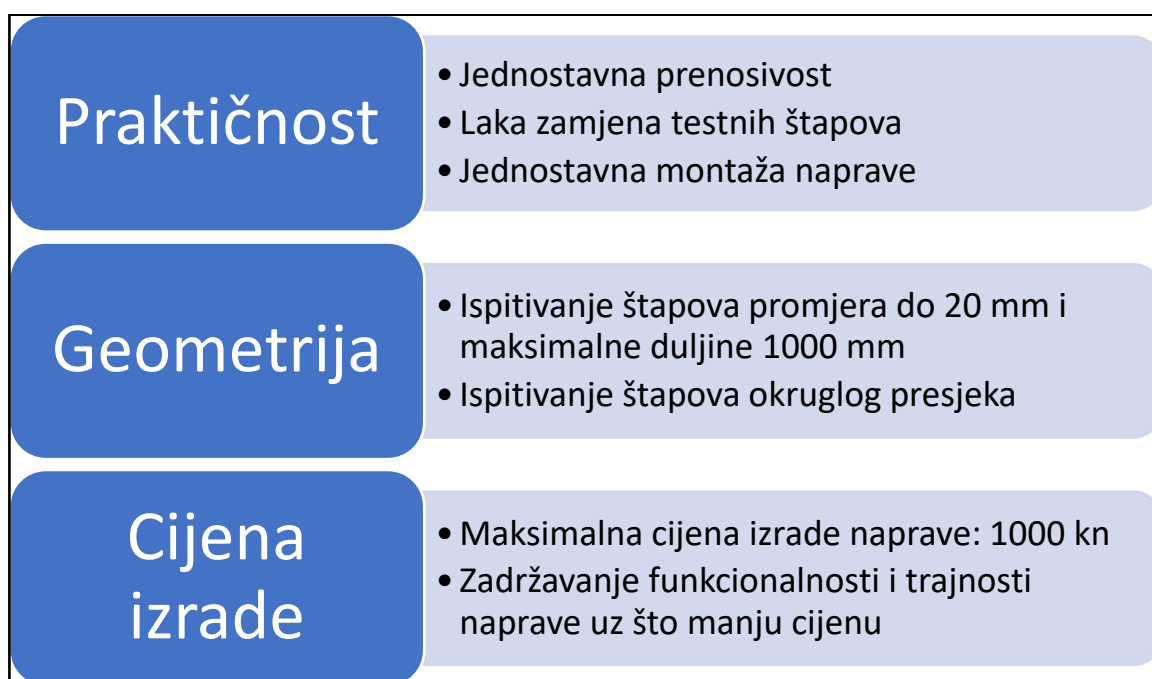 Praktičnost
• Jednostavna prenosivost
• Laka zamjena testnih štapova
• Jednostavna montaža naprave
Geometrija
• Ispitivanje štapova promjera do 20 mm i
maksimalne duljine 1000 mm
• Ispitivanje štapova okruglog presjeka
Cijena
izrade
• Maksimalna cijena izrade naprave: 1000 kn
• Zadržavanje funkcionalnosti i trajnosti
naprave uz što manju cijenu